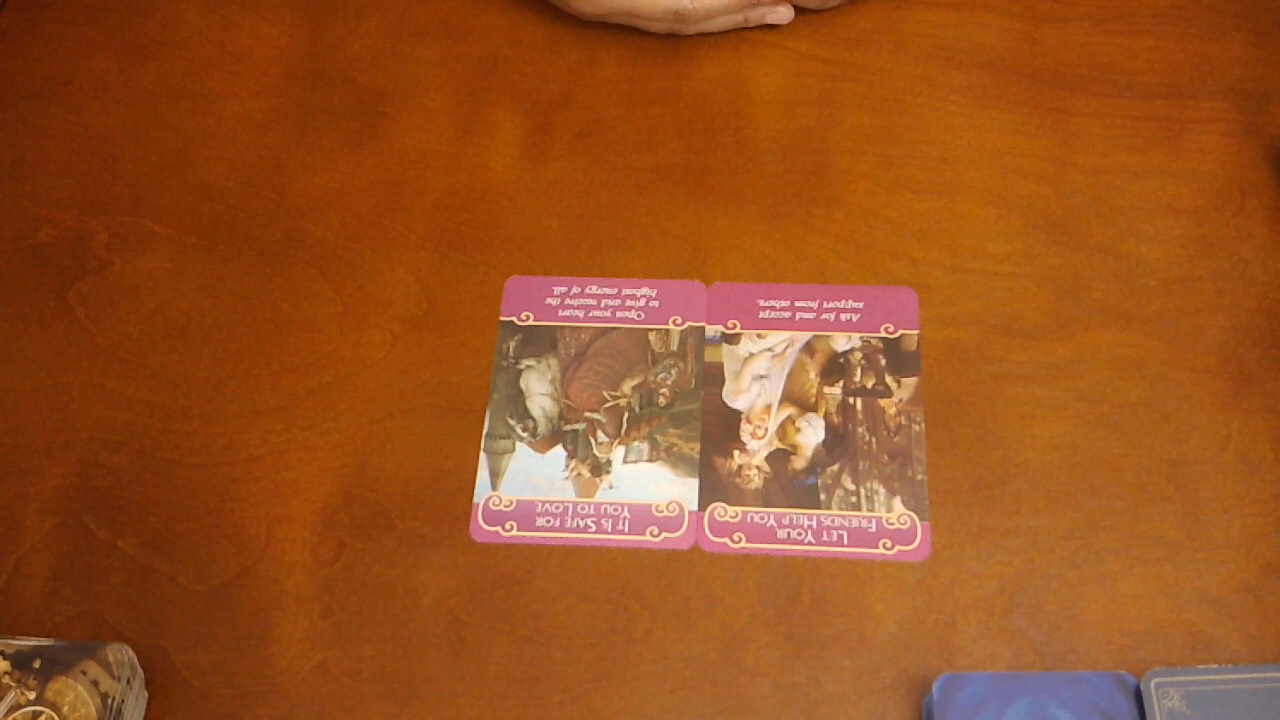 Let Your
Friends Help You
Ask for and accept
support from others.
It Is Safe for
You to Love
Open your heart
to give and receive the
highest energy of all.